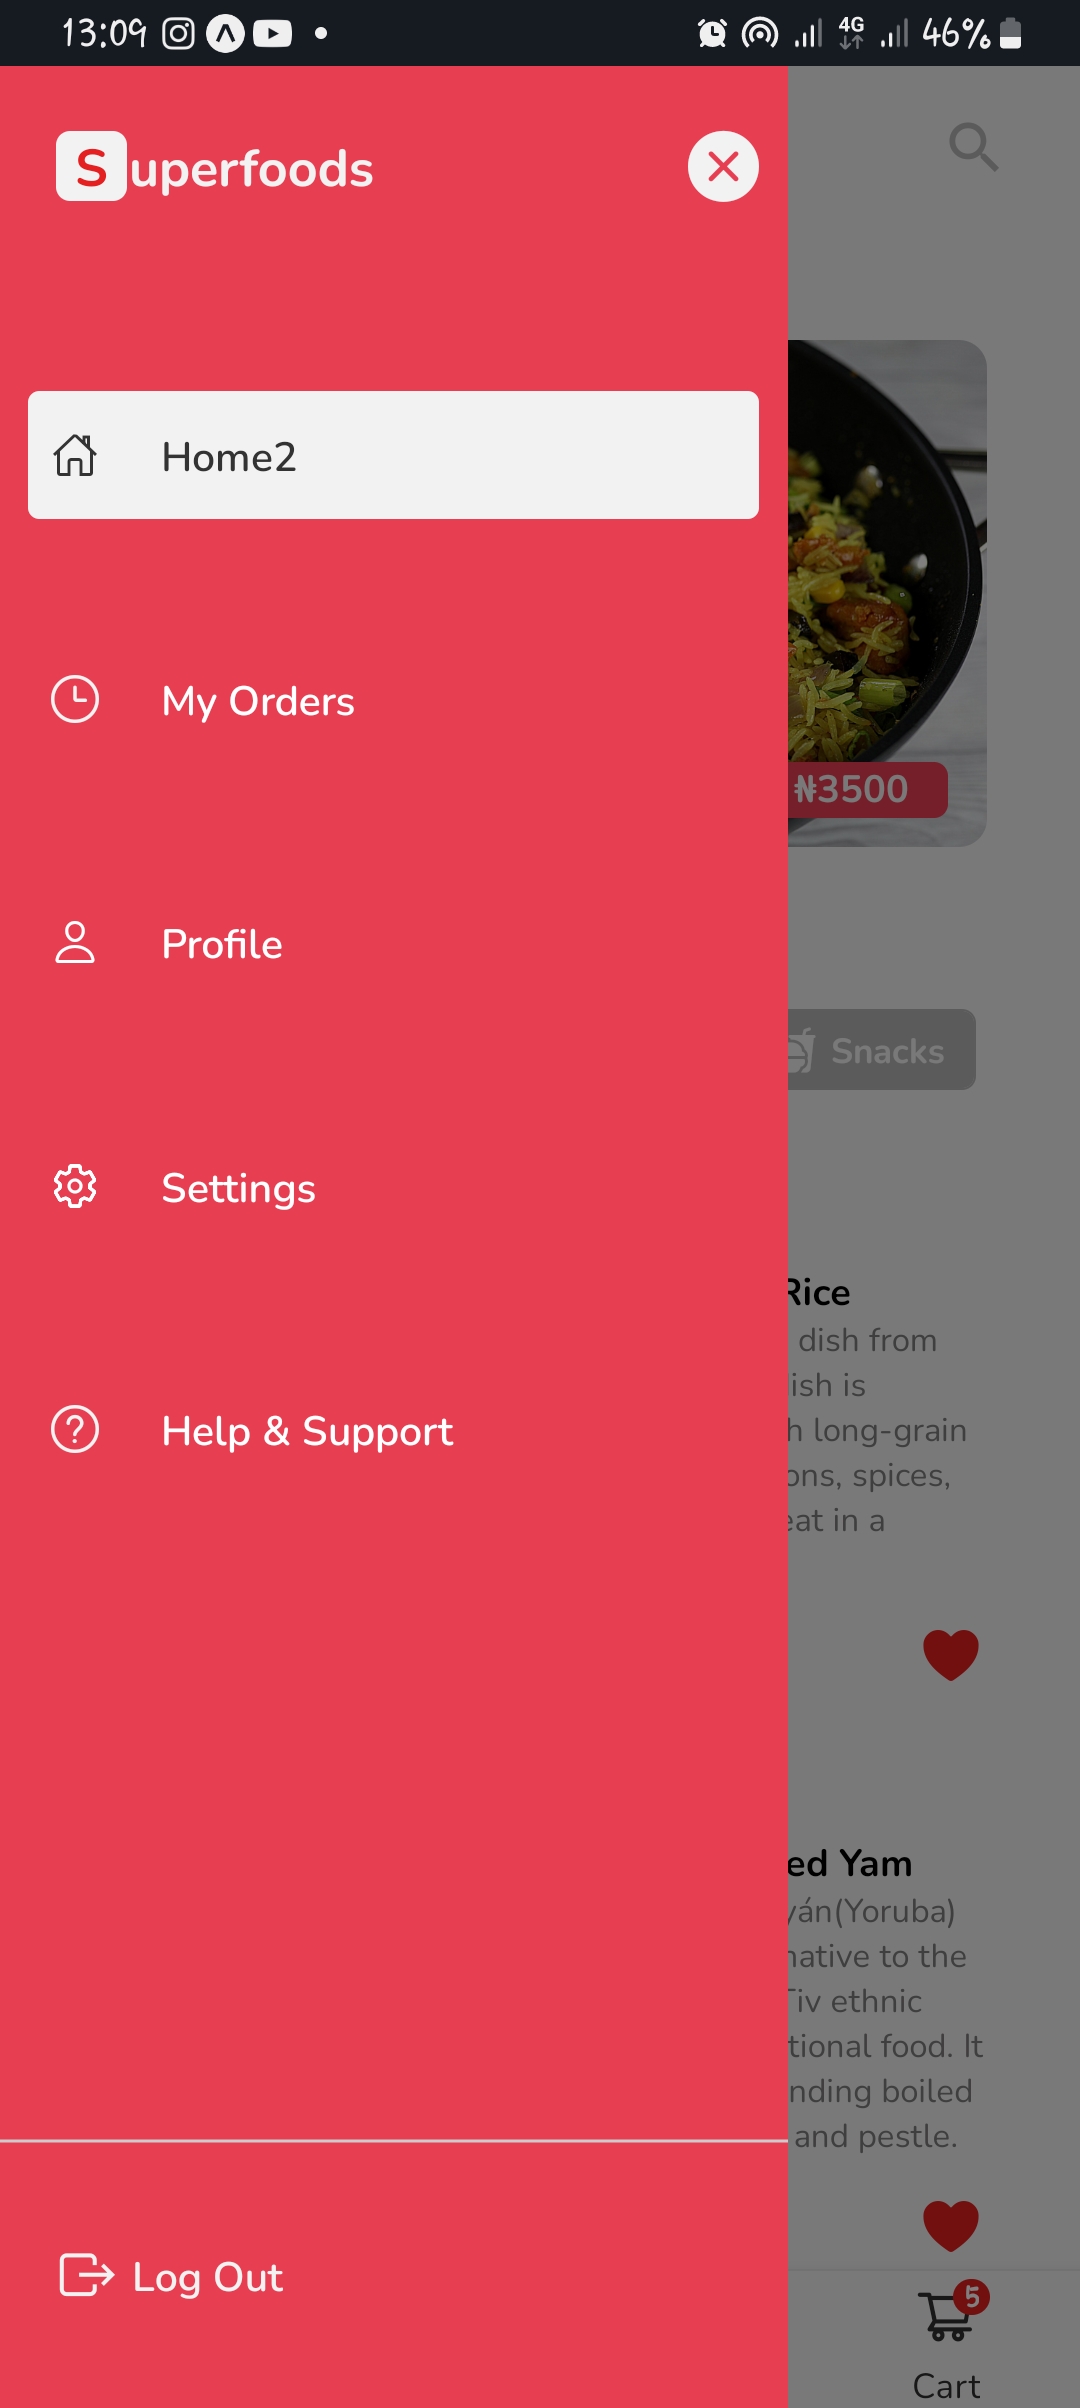 13:09
4G
46%
Superfoods
Home2
My Orders
Profile
Settings
Help & Support
Log Out
₦3500
Snacks
Rice
dish from
ish is
h long-grain
ons, spices,
eat in a
ed Yam
yán(Yoruba)
native to the
Tiv ethnic
tional food. It
nding boiled
and pestle.
5
Cart